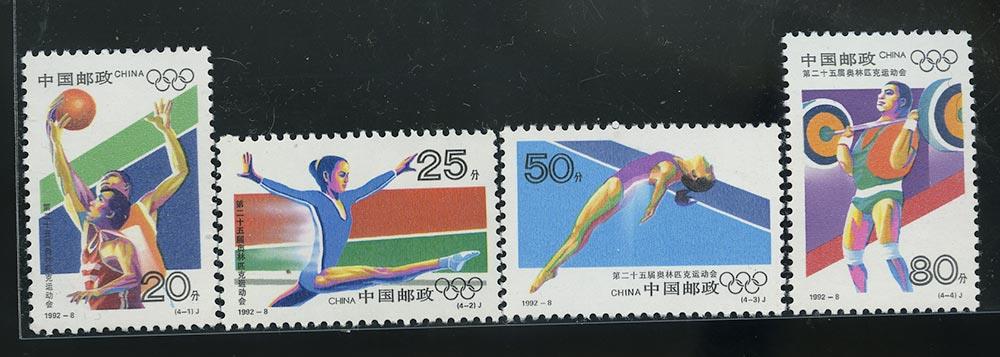 中国邮政 CHINA
第二十五届奥林匹克运动会
20分
1992-8
(4-1) J
25分
第二十五届奥林匹克运动会
CHINA 中国邮政
1992-8
(4-2) J
50分
第二十五届奥林匹克运动会
CHINA 中国邮政
1992-8
(4-3) J
中国邮政 CHINA
第二十五届奥林匹克运动会
80分
1992-8
(4-4) J